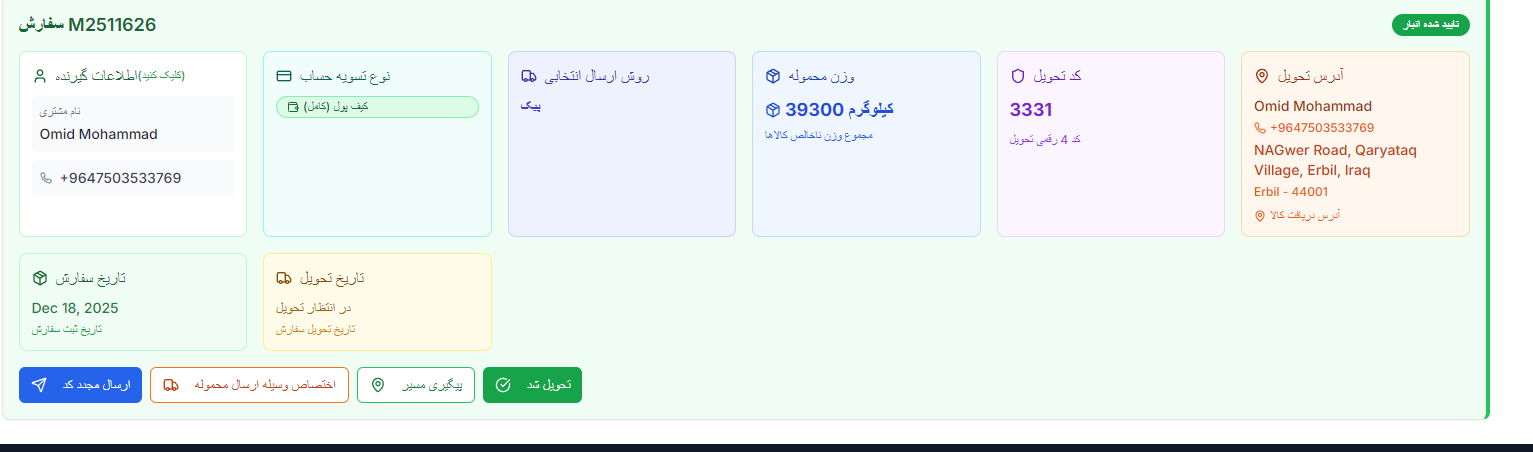 سفارش M2511626
تایید شده انبار
اطلاعات گیرنده(کلیک کنید)
نام مشتری
Omid Mohammad
+9647503533769
نوع تسویه حساب
کیف پول (کامل)
روش ارسال انتخابی
پیک
وزن محموله
39300 کیلوگرم
مجموع وزن ناخالص کالاها
کد تحویل
3331
کد 4 رقمی تحویل
آدرس تحویل
Omid Mohammad
+9647503533769
NAGwer Road, Qaryataq
Village, Erbil, Iraq
Erbil - 44001
آدرس دریافت کالا
تاریخ سفارش
Dec 18, 2025
تاریخ ثبت سفارش
تاریخ تحویل
در انتظار تحویل
تاریخ تحویل سفارش
ارسال مجدد کد
اختصاص وسیله ارسال محموله
پیگیری مسیر
تحویل شد